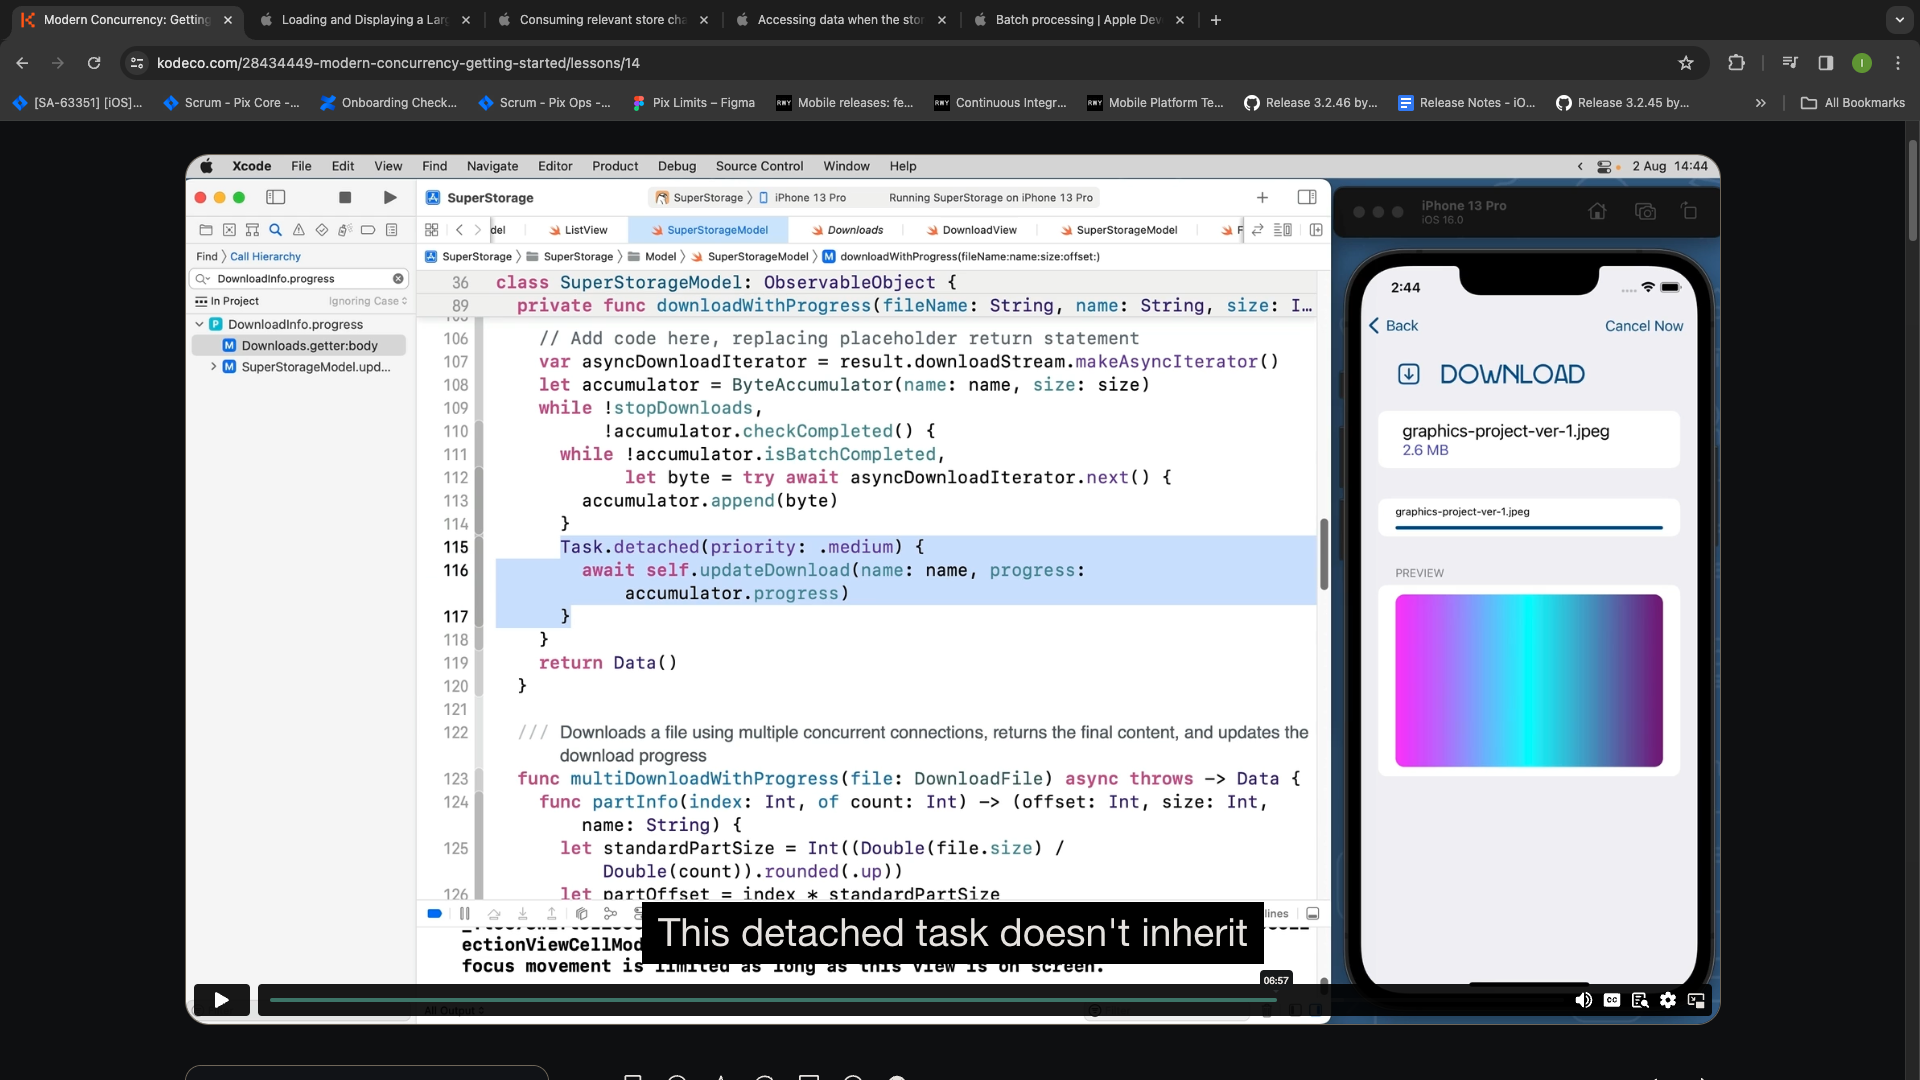 Modern Concurrency: Getting
Loading and Displaying a Lar
Consuming relevant store cha
Accessing data when the stor
Batch processing | Apple Dev
kodeco.com/28434449-modern-concurrency-getting-started/lessons/14
[SA-63351] [iOS]...
Scrum - Pix Core -...
Onboarding Check...
Scrum - Pix Ops -...
Pix Limits – Figma
Mobile releases: fe...
Continuous Integr...
Mobile Platform Te...
Release 3.2.46 by...
Release Notes - iO...
Release 3.2.45 by...
All Bookmarks
Xcode File Edit View Find Navigate Editor Product Debug Source Control Window Help
2 Aug 14:44
SuperStorage
SuperStorage 〉 iPhone 13 Pro
Running SuperStorage on iPhone 13 Pro
del
ListView
SuperStorageModel
Downloads
DownloadView
SuperStorageModel
F
Find 〉 Call Hierarchy
DownloadInfo.progress
In Project
Ignoring Case
DownloadInfo.progress
Downloads.getter:body
SuperStorageModel.upd...
SuperStorage 〉 SuperStorage 〉 Model 〉 SuperStorageModel 〉 M downloadWithProgress(fileName:name:size:offset:)
36 class SuperStorageModel: ObservableObject {
89 private func downloadWithProgress(fileName: String, name: String, size: I...
106 // Add code here, replacing placeholder return statement
107 var asyncDownloadIterator = result.downloadStream.makeAsyncIterator()
108 let accumulator = ByteAccumulator(name: name, size: size)
109 while !stopDownloads,
110 !accumulator.checkCompleted() {
111 while !accumulator.isBatchCompleted,
112 let byte = try await asyncDownloadIterator.next() {
113 accumulator.append(byte)
114 }
115 Task.detached(priority: .medium) {
116 await self.updateDownload(name: name, progress:
accumulator.progress)
117 }
118 }
119 return Data()
120 }
121
122 /// Downloads a file using multiple concurrent connections, returns the final content, and updates the
download progress
123 func multiDownloadWithProgress(file: DownloadFile) async throws -> Data {
124 func partInfo(index: Int, of count: Int) -> (offset: Int, size: Int,
name: String) {
125 let standardPartSize = Int((Double(file.size) /
Double(count)).rounded(.up))
126 let partOffset = index * standardPartSize
lines
ectionViewCellMod
focus movement is limited as long as this view is on screen.
This detached task doesn't inherit
06:57
All Output
CC
iPhone 13 Pro
iOS 16.0
2:44
Back
Cancel Now
DOWNLOAD
graphics-project-ver-1.jpeg
2.6 MB
graphics-project-ver-1.jpeg
PREVIEW